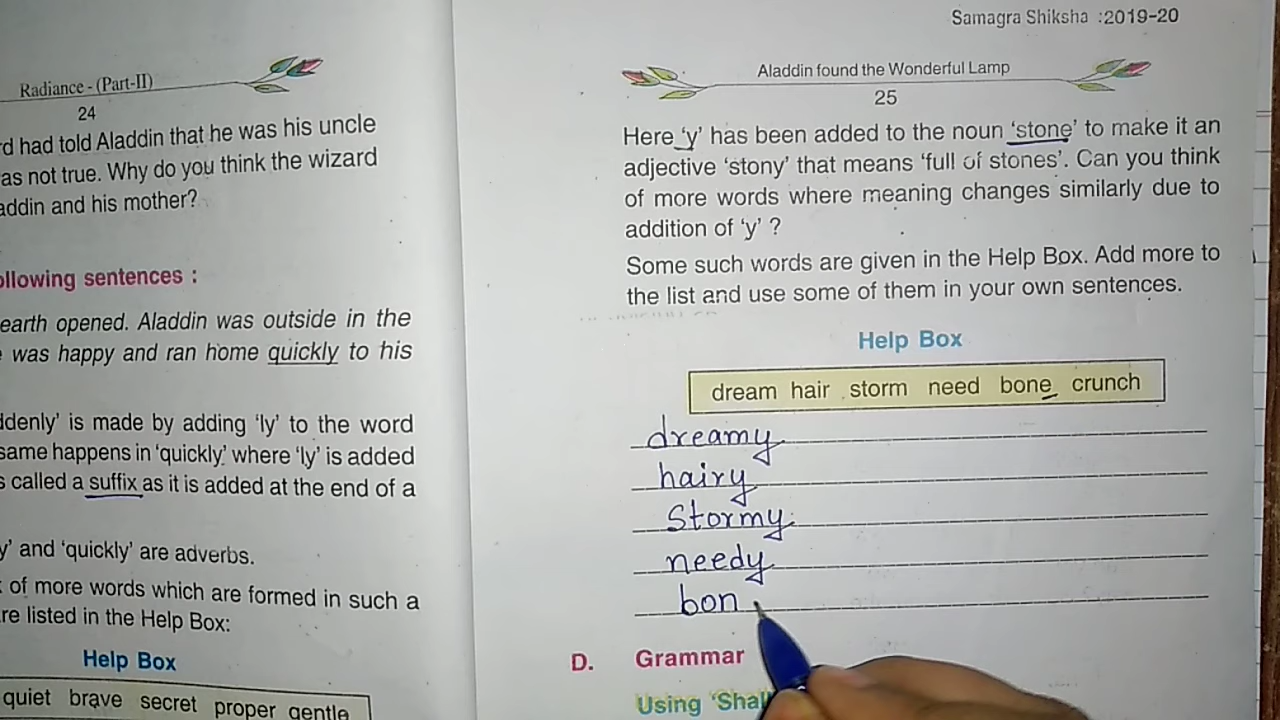 Radiance - (Part-II)
24
d had told Aladdin that he was his uncle
as not true. Why do you think the wizard
addin and his mother?
ollowing sentences :
earth opened. Aladdin was outside in the
was happy and ran home quickly to his
ddenly' is made by adding 'ly' to the word
same happens in 'quickly' where 'ly' is added
s called a suffix as it is added at the end of a
y' and 'quickly' are adverbs.
of more words which are formed in such a
re listed in the Help Box:
Help Box
quiet brave secret proper gentle
Samagra Shiksha :2019-20
Aladdin found the Wonderful Lamp
25
Here 'y' has been added to the noun 'stone' to make it an
adjective 'stony' that means 'full of stones'. Can you think
of more words where meaning changes similarly due to
addition of 'y' ?
Some such words are given in the Help Box. Add more to
the list and use some of them in your own sentences.
Help Box
dream hair storm need bone crunch
dreamy
hairy
Stormy
needy
bon
D. Grammar
Using 'Shal